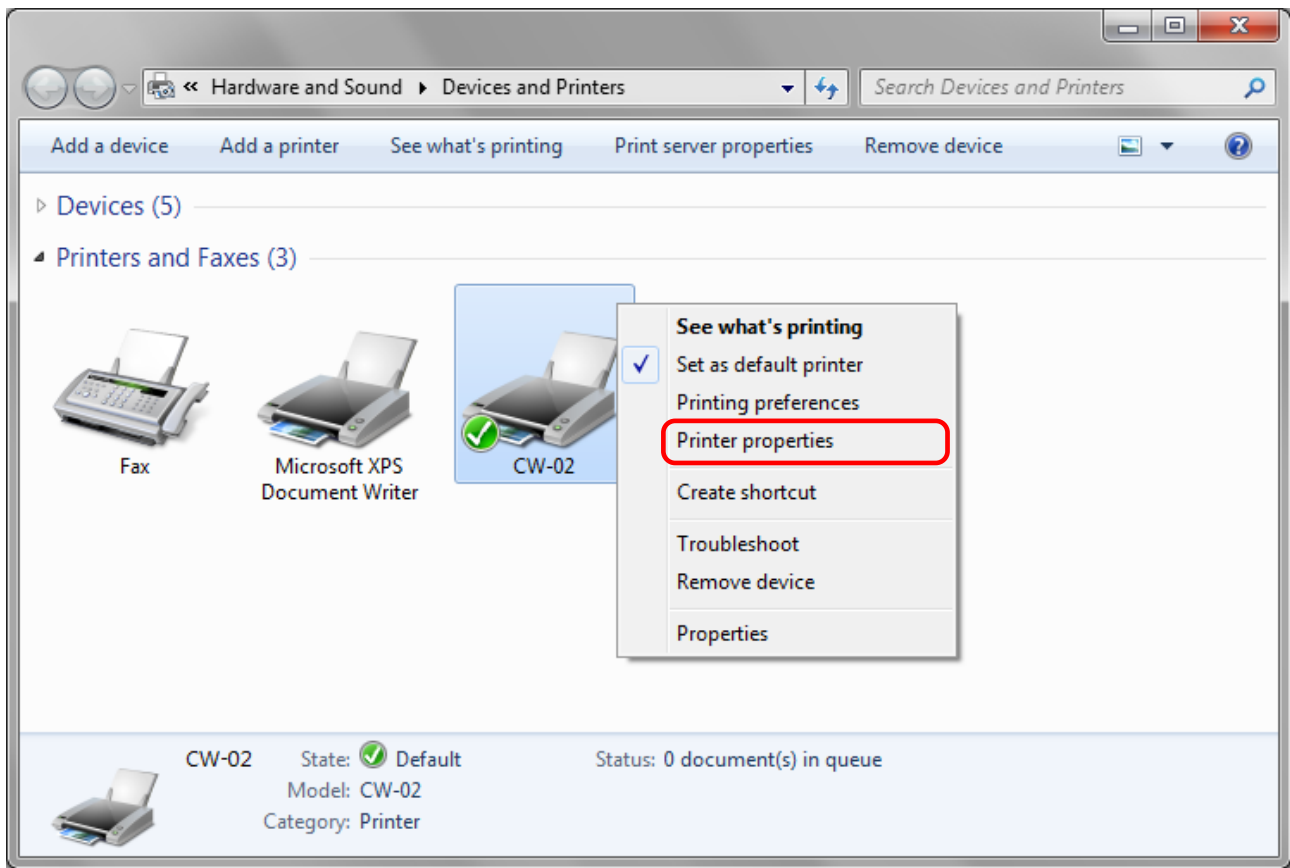 « Hardware and Sound ▸ Devices and Printers Search Devices and Printers
Add a device Add a printer See what's printing Print server properties Remove device
Devices (5)
Printers and Faxes (3)
Fax
Microsoft XPS
Document Writer
CW-02
See what's printing
Set as default printer
Printing preferences
Printer properties
Create shortcut
Troubleshoot
Remove device
Properties
CW-02 State: Default Status: 0 document(s) in queue
Model: CW-02
Category: Printer